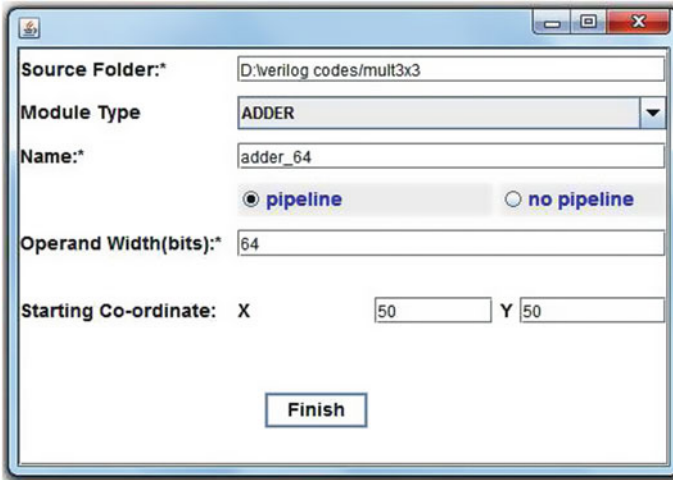 Source Folder:* D:\verilog codes/mult3x3
Module Type ADDER
Name:* adder_64
pipeline no pipeline
Operand Width(bits):* 64
Starting Co-ordinate: X 50 Y 50
Finish